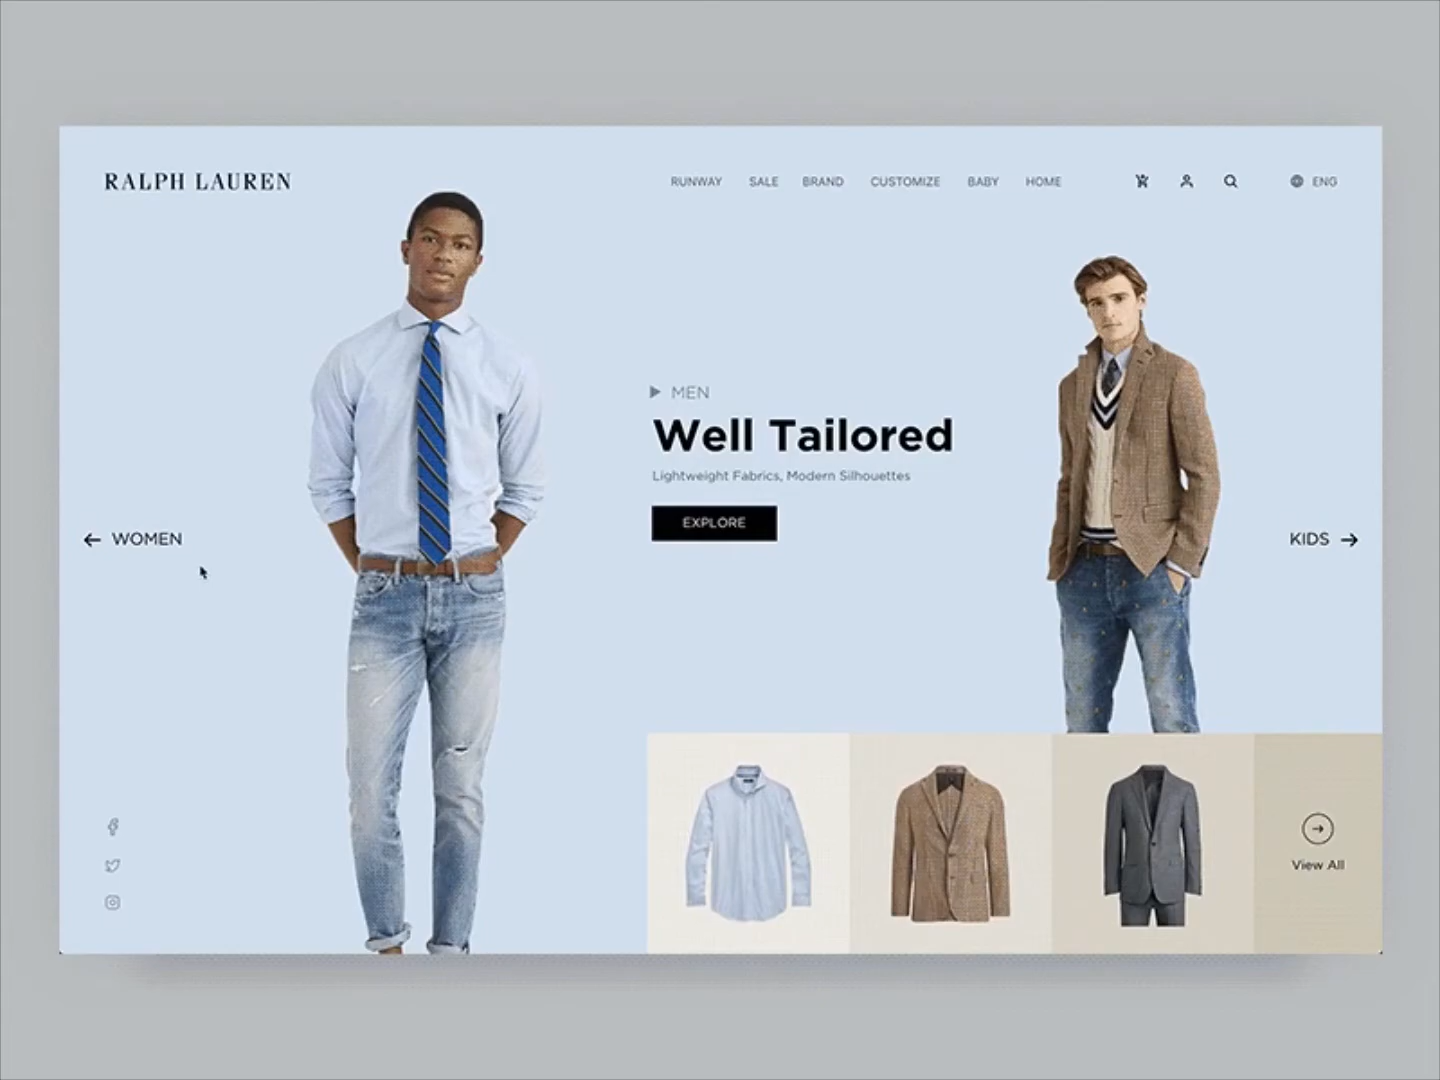 RALPH LAUREN
RUNWAY SALE BRAND CUSTOMIZE BABY HOME ENG
MEN
Well Tailored
Lightweight Fabrics, Modern Silhouettes
EXPLORE
WOMEN
KIDS
View All